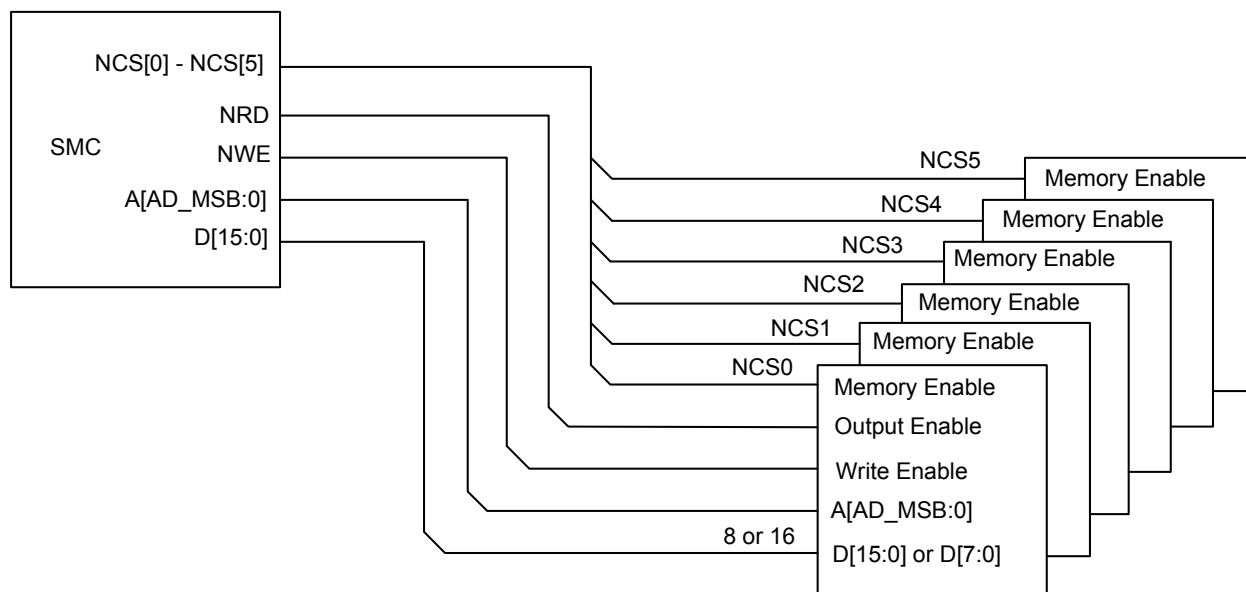 NCS[0] - NCS[5]
NRD
SMC
NWE
A[AD_MSB:0]
D[15:0]
NCS5
Memory Enable
NCS4
Memory Enable
NCS3
Memory Enable
NCS2
Memory Enable
NCS1
Memory Enable
NCS0
Memory Enable
Output Enable
Write Enable
A[AD_MSB:0]
8 or 16
D[15:0] or D[7:0]